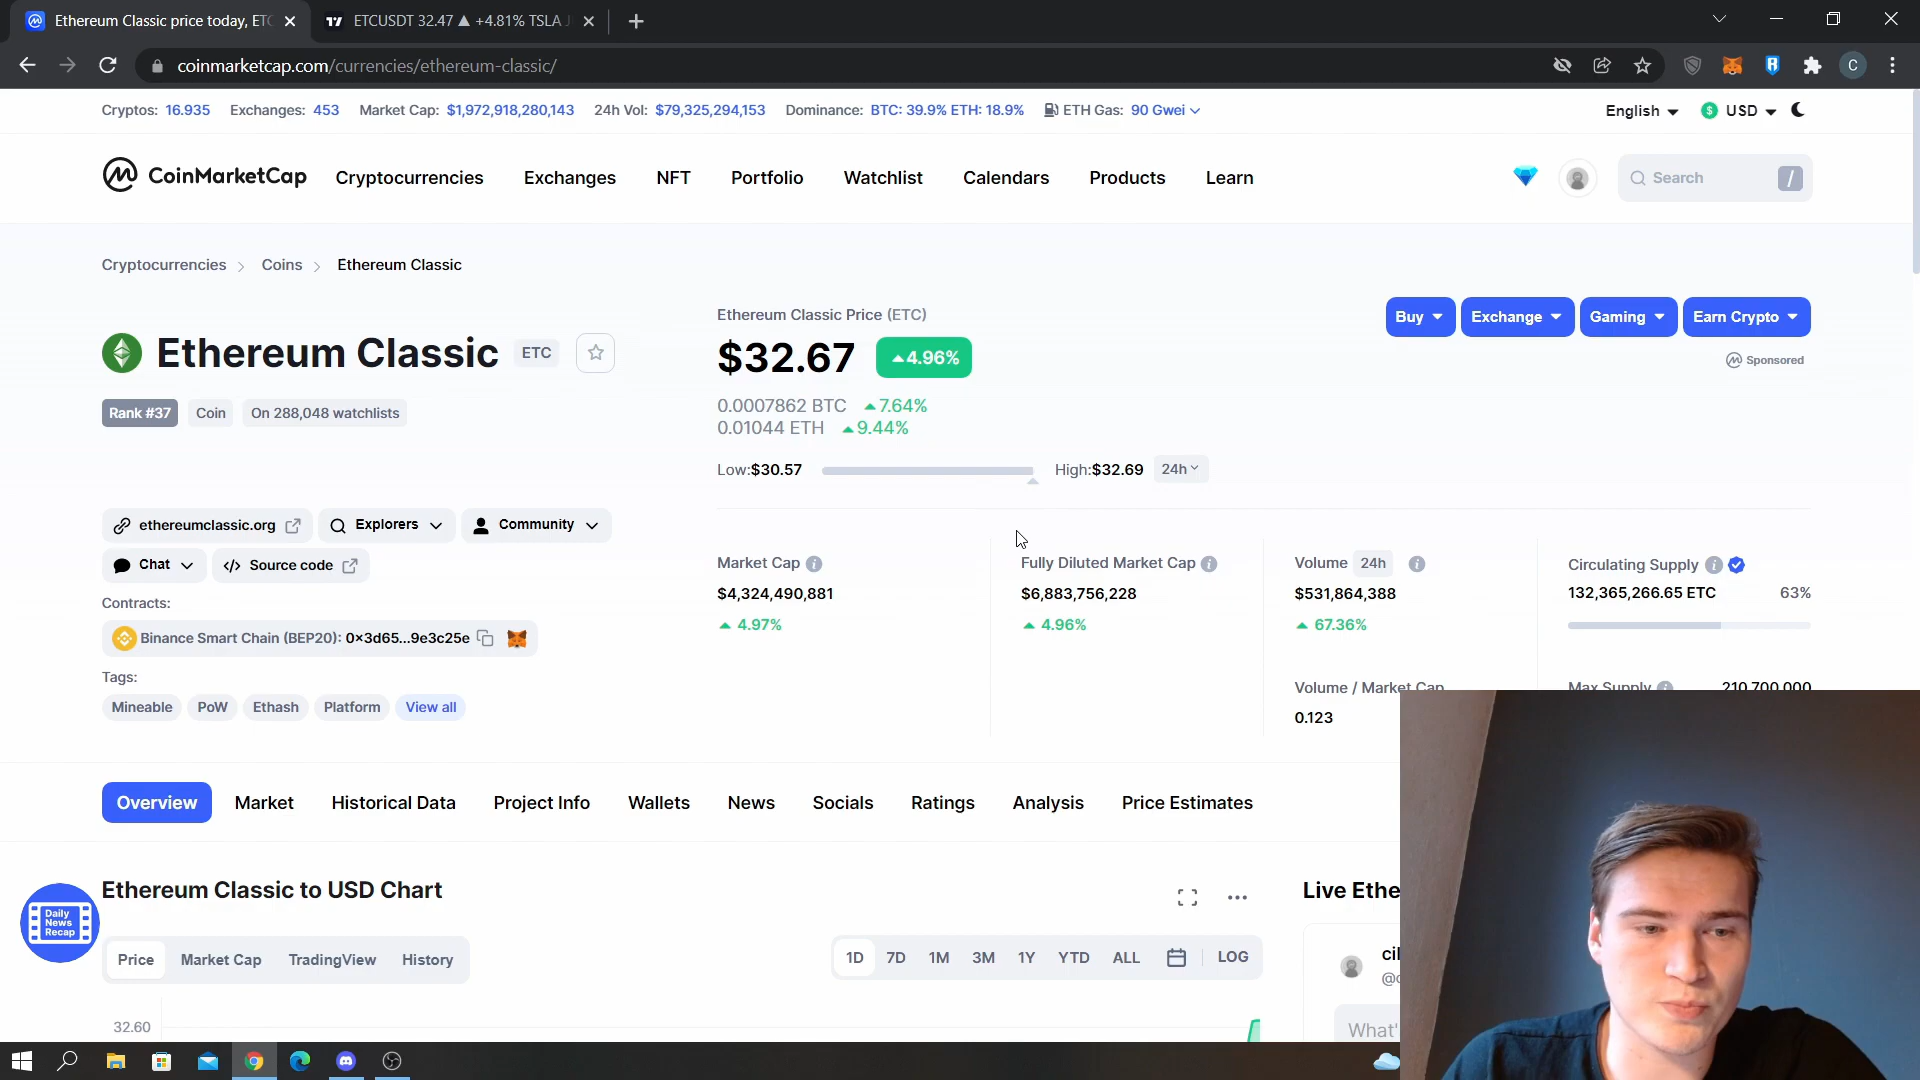 Ethereum Classic price today, ETC
ETCUSDT 32.47 ▲ +4.81% TSLA
coinmarketcap.com/currencies/ethereum-classic/
C
Cryptos: 16.935 Exchanges: 453 Market Cap: $1,972,918,280,143 24h Vol: $79,325,294,153 Dominance: BTC: 39.9% ETH: 18.9% ETH Gas: 90 Gwei
English USD
CoinMarketCap Cryptocurrencies Exchanges NFT Portfolio Watchlist Calendars Products Learn
Search /
Cryptocurrencies > Coins > Ethereum Classic
Ethereum Classic ETC
Rank #37 Coin On 288,048 watchlists
Ethereum Classic Price (ETC)
$32.67 4.96%
0.0007862 BTC 7.64%
0.01044 ETH 9.44%
Low:$30.57 High:$32.69 24h
Buy Exchange Gaming Earn Crypto
Sponsored
ethereumclassic.org Explorers Community
Chat </> Source code
Contracts:
Binance Smart Chain (BEP20): 0x3d65...9e3c25e
Tags:
Mineable PoW Ethash Platform View all
Market Cap
$4,324,490,881
4.97%
Fully Diluted Market Cap
$6,883,756,228
4.96%
Volume 24h
$531,864,388
67.36%
Volume / Market Cap
0.123
Circulating Supply
132,365,266.65 ETC 63%
Max Supply 210,700,000
Overview Market Historical Data Project Info Wallets News Socials Ratings Analysis Price Estimates
Ethereum Classic to USD Chart
Daily
News
Recap
Price Market Cap TradingView History
1D 7D 1M 3M 1Y YTD ALL LOG
32.60
Live Ethe
cil
What'